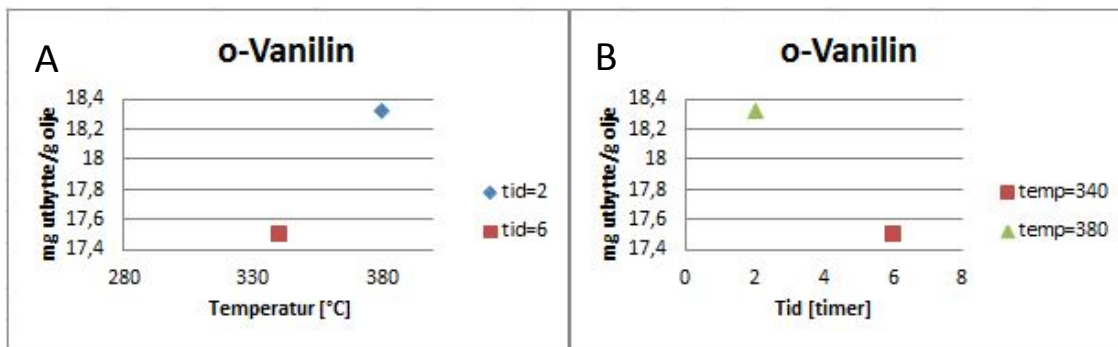 A
o-Vanilin
mg utbytte/g olje
18,4
18,2
18
17,8
17,6
17,4
280 330 380
Temperatur [°C]
tid=2
tid=6
B
o-Vanilin
mg utbytte/g olje
18,4
18,2
18
17,8
17,6
17,4
0 2 4 6 8
Tid [timer]
temp=340
temp=380